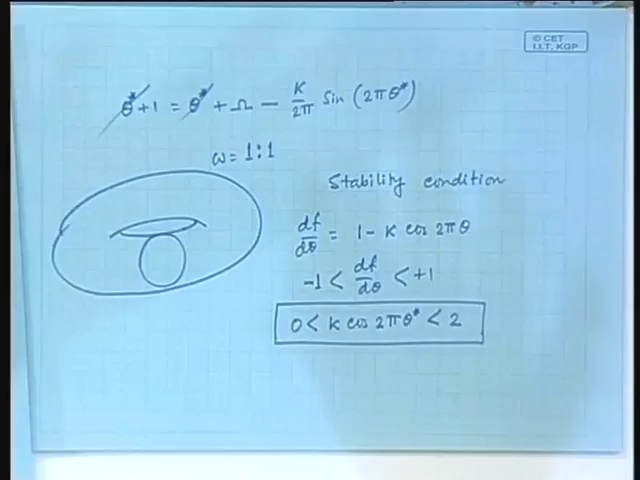 © CET
I.I.T. KGP
θ* + 1 = θ* + Ω − K/2π Sin (2πθ*)
ω = 1:1
Stability condition
df/dθ = 1 − K cos 2πθ
−1 < df/dθ < +1
0 < K cos 2πθ* < 2